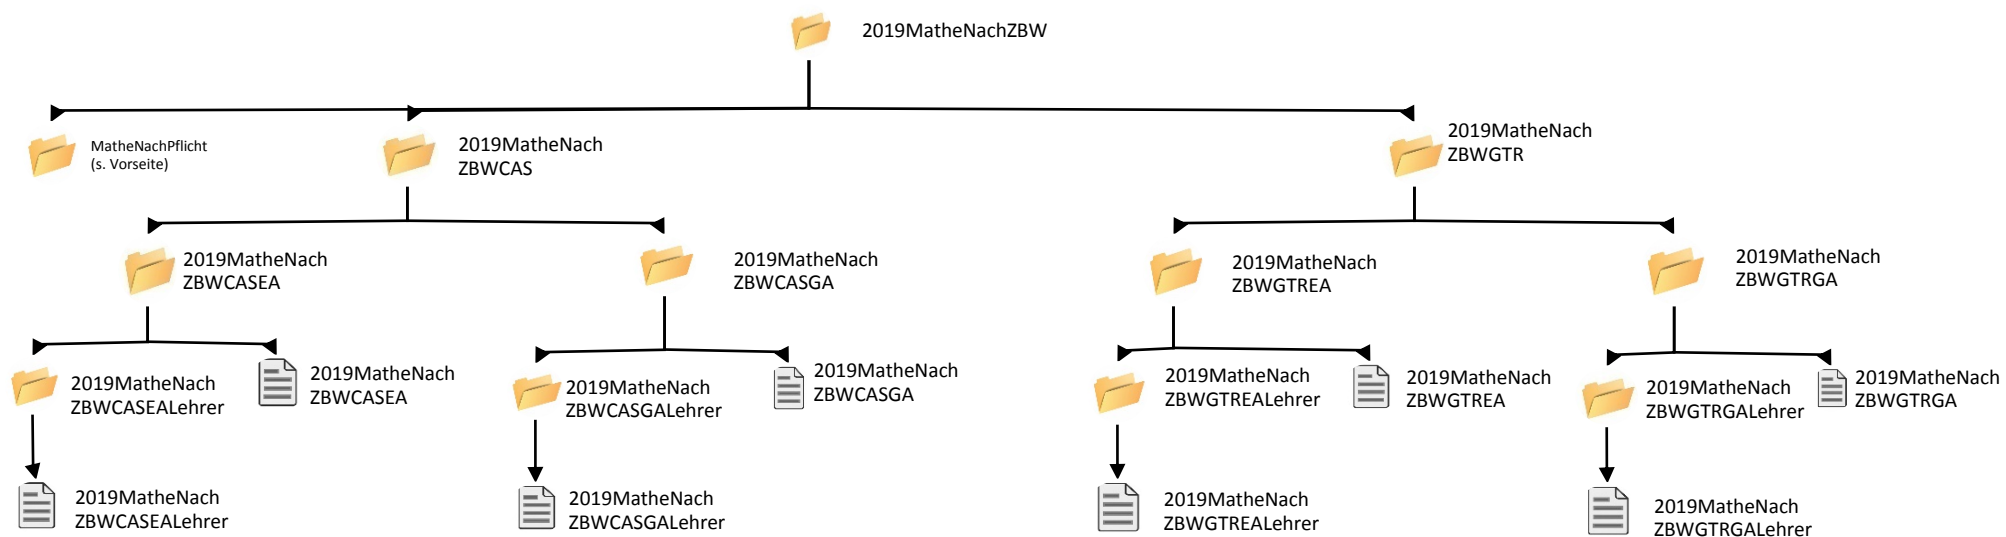 2019MatheNachZBW
MatheNachPflicht
(s. Vorseite)
2019MatheNach
ZBWCAS
2019MatheNach
ZBWGTR
2019MatheNach
ZBWCASEA
2019MatheNach
ZBWCASGA
2019MatheNach
ZBWGTREA
2019MatheNach
ZBWGTRGA
2019MatheNach
ZBWCASEALehrer
2019MatheNach
ZBWCASEA
2019MatheNach
ZBWCASGALehrer
2019MatheNach
ZBWCASGA
2019MatheNach
ZBWGTREALehrer
2019MatheNach
ZBWGTREA
2019MatheNach
ZBWGTRGALehrer
2019MatheNach
ZBWGTRGA
2019MatheNach
ZBWCASEALehrer
2019MatheNach
ZBWCASGALehrer
2019MatheNach
ZBWGTREALehrer
2019MatheNach
ZBWGTRGALehrer